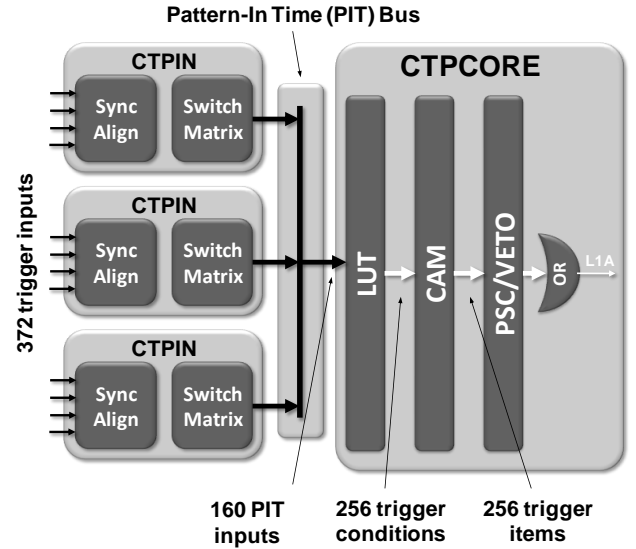 Pattern-In Time (PIT) Bus
CTPIN
Sync
Align
Switch
Matrix
CTPIN
Sync
Align
Switch
Matrix
CTPIN
Sync
Align
Switch
Matrix
372 trigger inputs
CTPCORE
LUT
CAM
PSC/VETO
OR
L1A
160 PIT
inputs
256 trigger
conditions
256 trigger
items